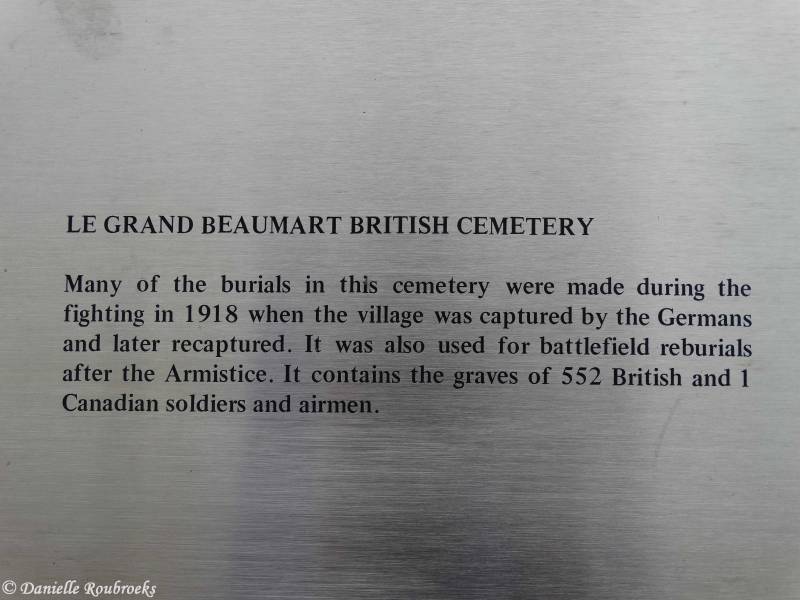 LE GRAND BEAUMART BRITISH CEMETERY
Many of the burials in this cemetery were made during the
fighting in 1918 when the village was captured by the Germans
and later recaptured. It was also used for battlefield reburials
after the Armistice. It contains the graves of 552 British and 1
Canadian soldiers and airmen.
© Danielle Roubroeks